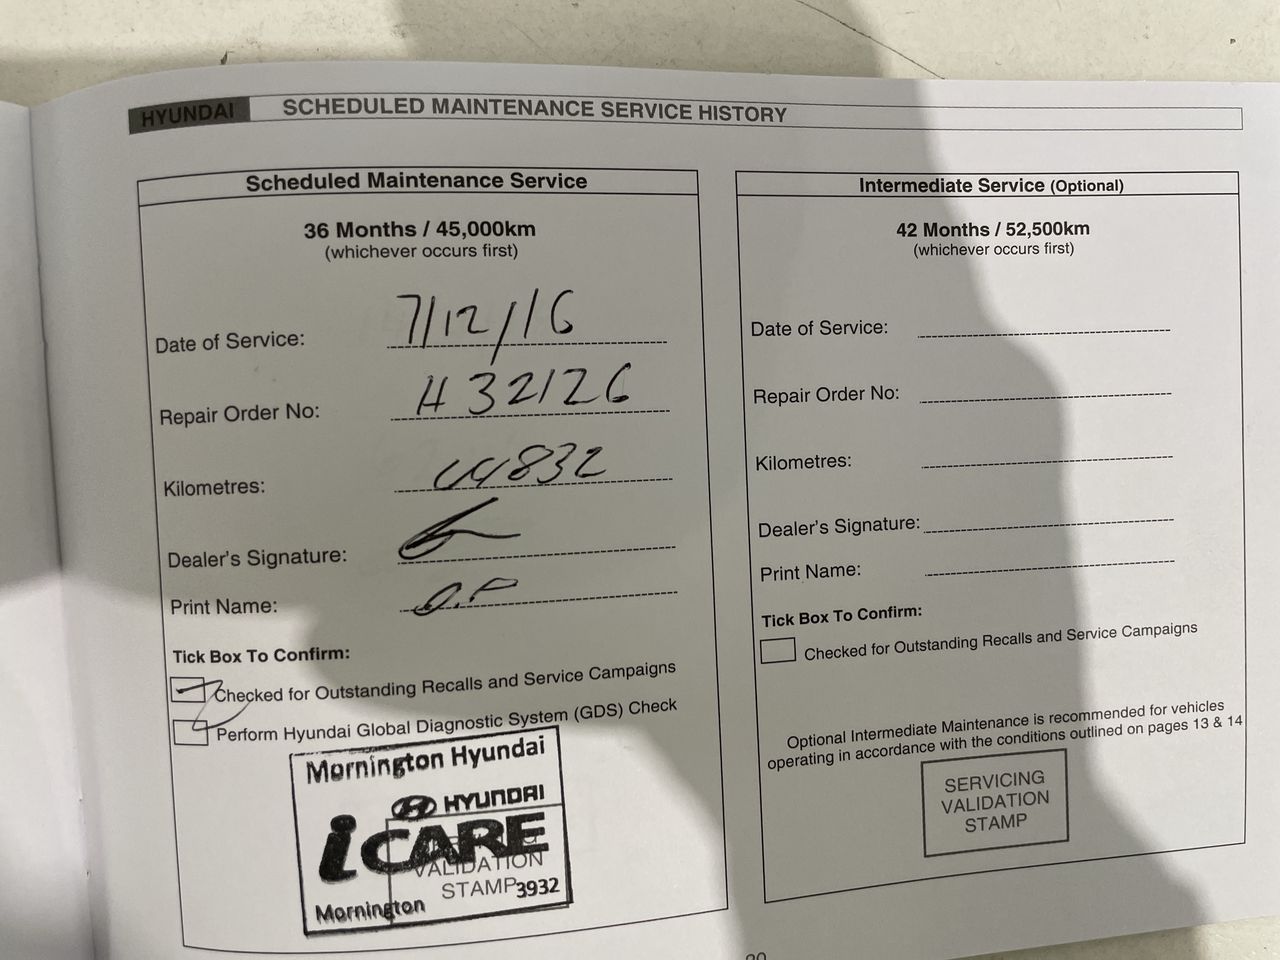 HYUNDAI SCHEDULED MAINTENANCE SERVICE HISTORY
Scheduled Maintenance Service
36 Months / 45,000km
(whichever occurs first)
Date of Service: 7/12/16
Repair Order No: H32126
Kilometres: 44832
Dealer's Signature:
Print Name:
Tick Box To Confirm:
Checked for Outstanding Recalls and Service Campaigns
Perform Hyundai Global Diagnostic System (GDS) Check
Mornington Hyundai
HYUNDAI
iCARE
VALIDATION
STAMP 3932
Mornington
Intermediate Service (Optional)
42 Months / 52,500km
(whichever occurs first)
Date of Service:
Repair Order No:
Kilometres:
Dealer's Signature:
Print Name:
Tick Box To Confirm:
Checked for Outstanding Recalls and Service Campaigns
Optional Intermediate Maintenance is recommended for vehicles
operating in accordance with the conditions outlined on pages 13 & 14
SERVICING
VALIDATION
STAMP